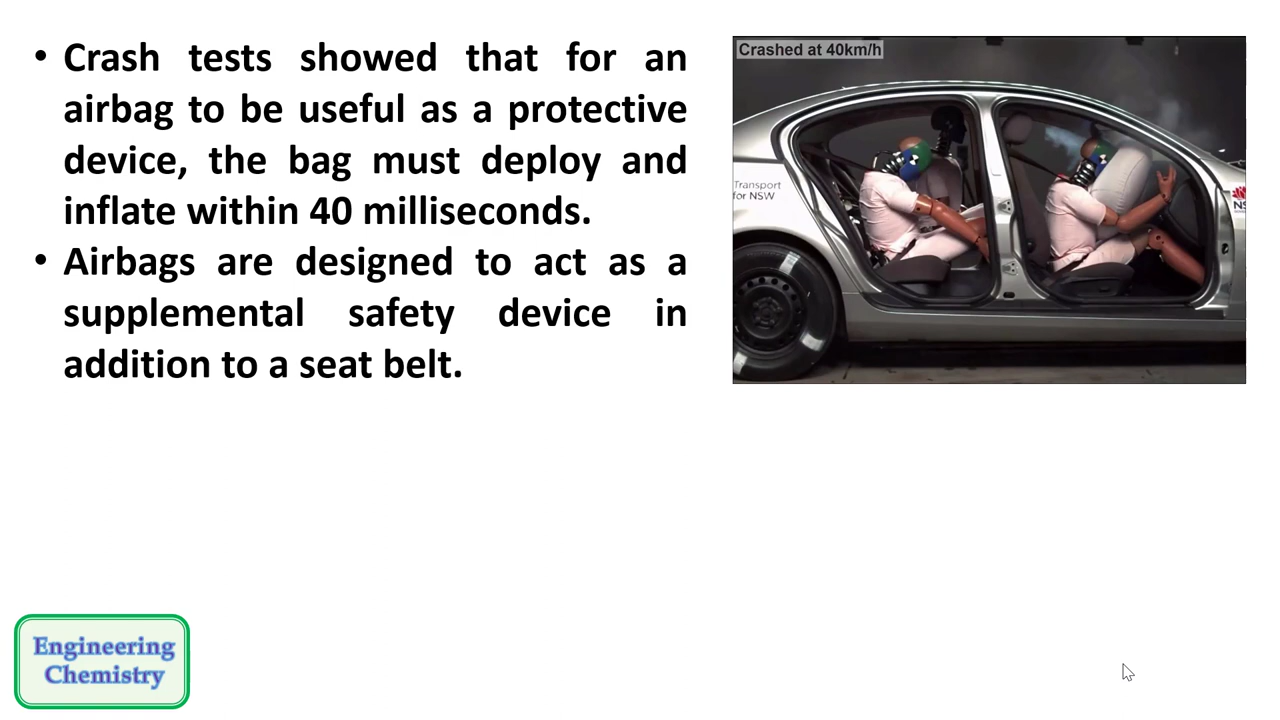 • Crash tests showed that for an
airbag to be useful as a protective
device, the bag must deploy and
inflate within 40 milliseconds.
• Airbags are designed to act as a
supplemental safety device in
addition to a seat belt.
Crashed at 40km/h
Transport
for NSW
Engineering
Chemistry